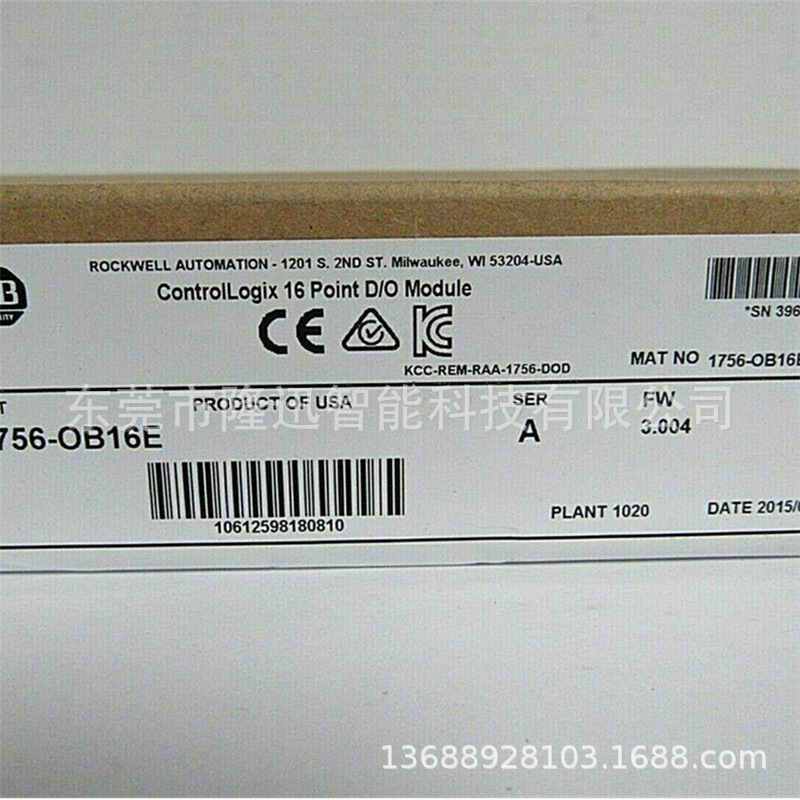 ROCKWELL AUTOMATION - 1201 S. 2ND ST. Milwaukee, WI 53204-USA
ControlLogix 16 Point D/O Module
*SN 396
KCC-REM-RAA-1756-DOD
MAT NO 1756-OB16E
东莞市隆迅智能科技有限公司
PRODUCT OF USA
SER
FW
756-OB16E
A
3.004
10612598180810
PLANT 1020
DATE 2015/
13688928103.1688.com